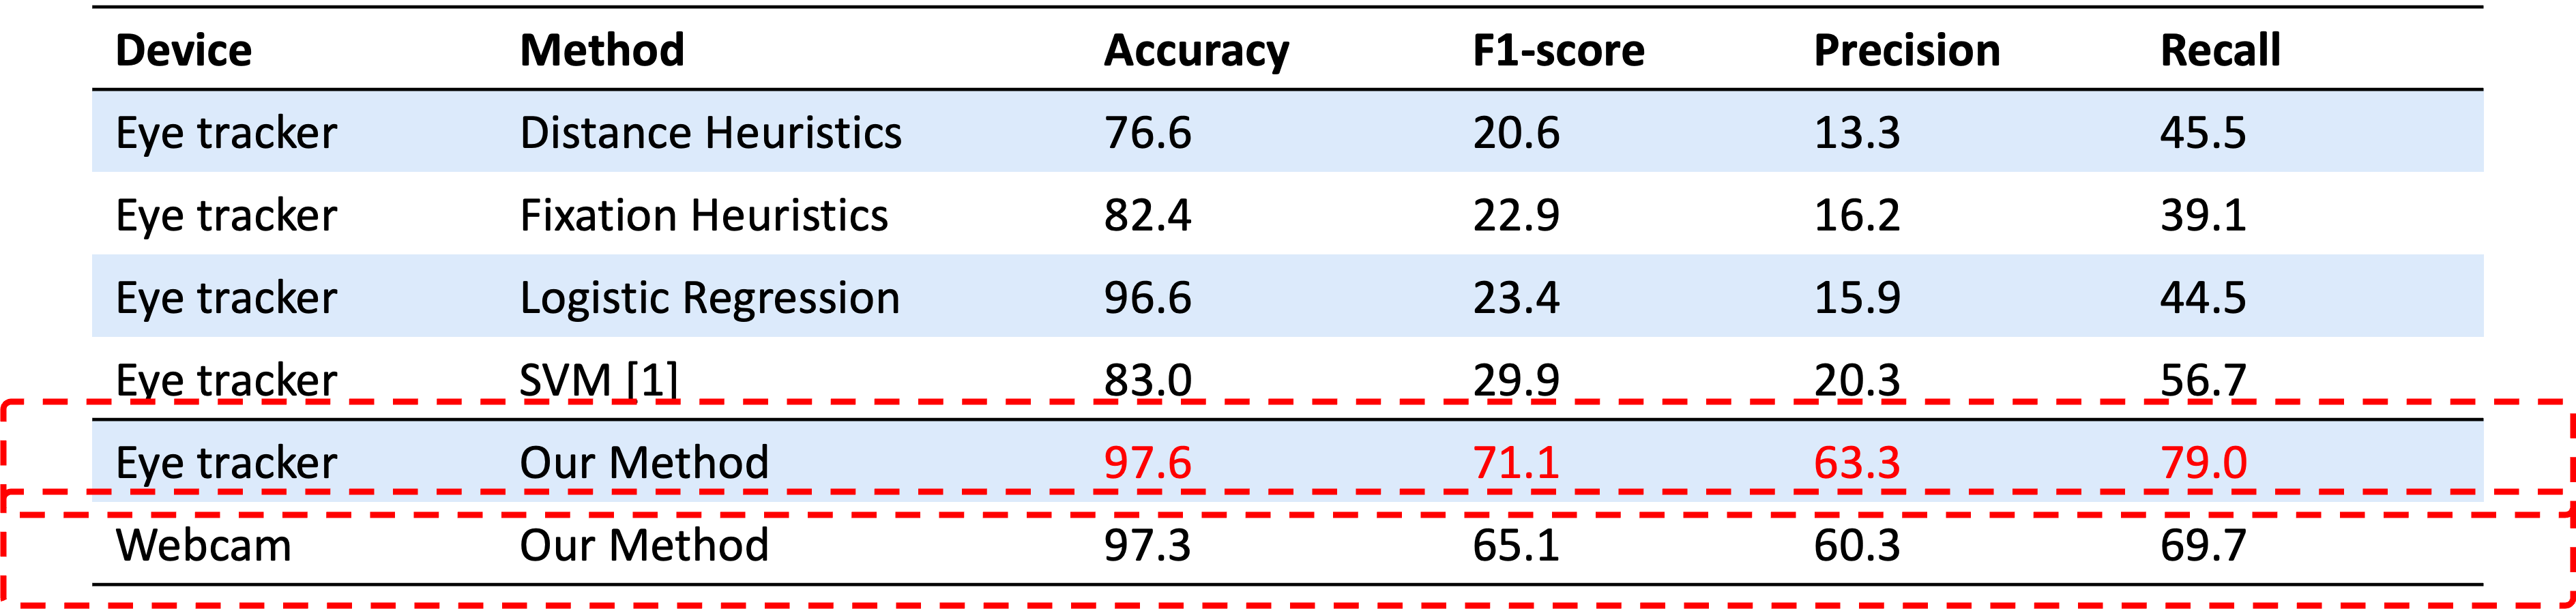 Device Method Accuracy F1-score Precision Recall
Eye tracker Distance Heuristics 76.6 20.6 13.3 45.5
Eye tracker Fixation Heuristics 82.4 22.9 16.2 39.1
Eye tracker Logistic Regression 96.6 23.4 15.9 44.5
Eye tracker SVM [1] 83.0 29.9 20.3 56.7
Eye tracker Our Method 97.6 71.1 63.3 79.0
Webcam Our Method 97.3 65.1 60.3 69.7